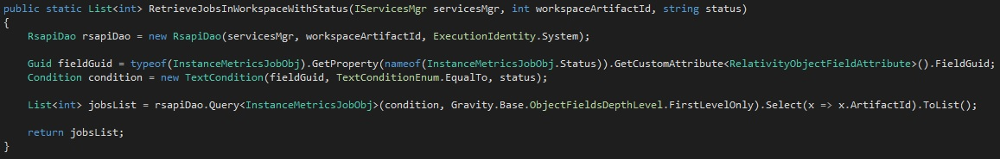 public static List<int> RetrieveJobsInWorkspaceWithStatus(IServicesMgr servicesMgr, int workspaceArtifactId, string status)
{
    RsapiDao rsapiDao = new RsapiDao(servicesMgr, workspaceArtifactId, ExecutionIdentity.System);

    Guid fieldGuid = typeof(InstanceMetricsJobObj).GetProperty(nameof(InstanceMetricsJobObj.Status)).GetCustomAttribute<RelativityObjectFieldAttribute>().FieldGuid;
    Condition condition = new TextCondition(fieldGuid, TextConditionEnum.EqualTo, status);

    List<int> jobsList = rsapiDao.Query<InstanceMetricsJobObj>(condition, Gravity.Base.ObjectFieldsDepthLevel.FirstLevelOnly).Select(x => x.ArtifactId).ToList();

    return jobsList;
}